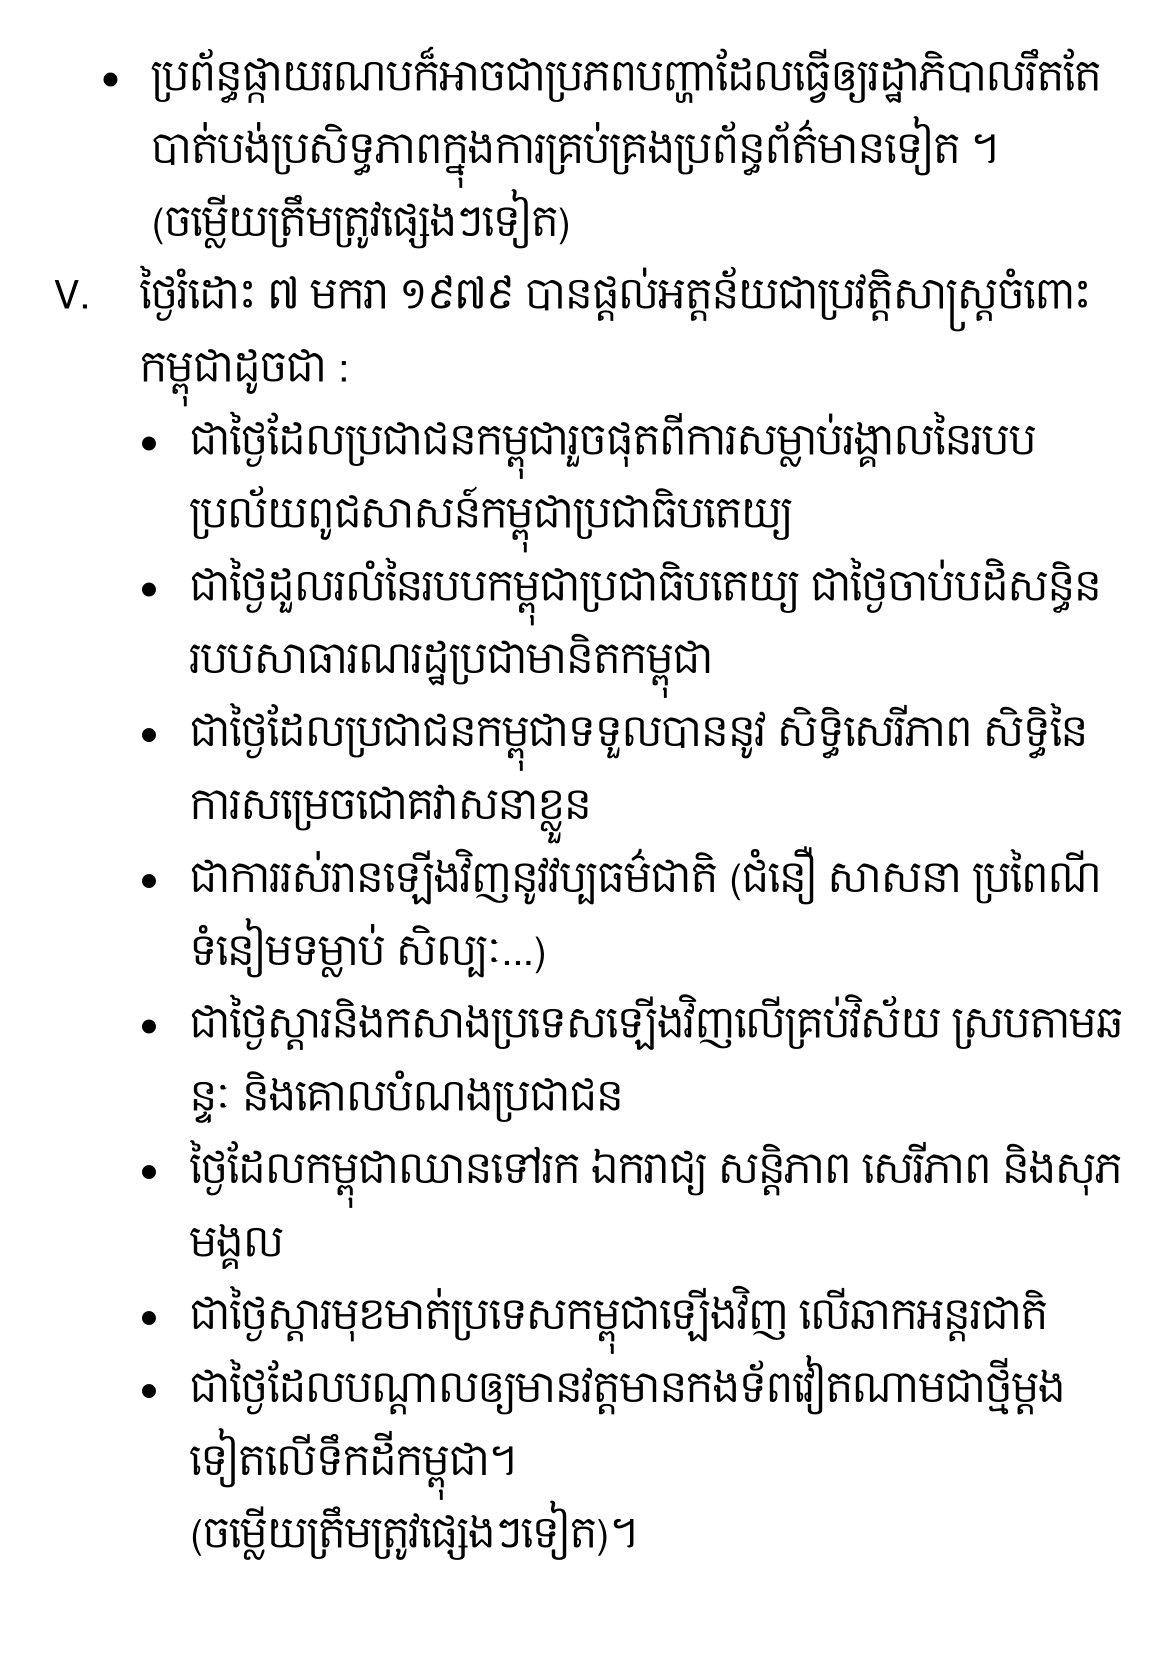 • ប្រព័ន្ធផ្កាយរណបក៏អាចជាប្រភពបញ្ហាដែលធ្វើឲ្យរដ្ឋាភិបាលរឹតតែ
បាត់បង់ប្រសិទ្ធភាពក្នុងការគ្រប់គ្រងប្រព័ន្ធព័ត៌មានទៀត ។
(ចម្លើយត្រឹមត្រូវផ្សេងៗទៀត)
V. ថ្ងៃរំដោះ ៧ មករា ១៩៧៩ បានផ្តល់អត្តន័យជាប្រវត្តិសាស្ត្រចំពោះ
កម្ពុជាដូចជា :
• ជាថ្ងៃដែលប្រជាជនកម្ពុជារួចផុតពីការសម្លាប់រង្គាលនៃរបប
ប្រល័យពូជសាសន៍កម្ពុជាប្រជាធិបតេយ្យ
• ជាថ្ងៃដួលរលំនៃរបបកម្ពុជាប្រជាធិបតេយ្យ ជាថ្ងៃចាប់បដិសន្ធិន
របបសាធារណរដ្ឋប្រជាមានិតកម្ពុជា
• ជាថ្ងៃដែលប្រជាជនកម្ពុជាទទួលបាននូវ សិទ្ធិសេរីភាព សិទ្ធិនៃ
ការសម្រេចជោគវាសនាខ្លួន
• ជាការរស់រានឡើងវិញនូវវប្បធម៌ជាតិ (ជំនឿ សាសនា ប្រពៃណី
ទំនៀមទម្លាប់ សិល្បៈ...)
• ជាថ្ងៃស្តារនិងកសាងប្រទេសឡើងវិញលើគ្រប់វិស័យ ស្របតាមឆ
ន្ទៈ និងគោលបំណងប្រជាជន
• ថ្ងៃដែលកម្ពុជាឈានទៅរក ឯករាជ្យ សន្តិភាព សេរីភាព និងសុភ
មង្គល
• ជាថ្ងៃស្តារមុខមាត់ប្រទេសកម្ពុជាឡើងវិញ លើឆាកអន្តរជាតិ
• ជាថ្ងៃដែលបណ្តាលឲ្យមានវត្តមានកងទ័ពវៀតណាមជាថ្មីម្តង
ទៀតលើទឹកដីកម្ពុជា។
(ចម្លើយត្រឹមត្រូវផ្សេងៗទៀត)។